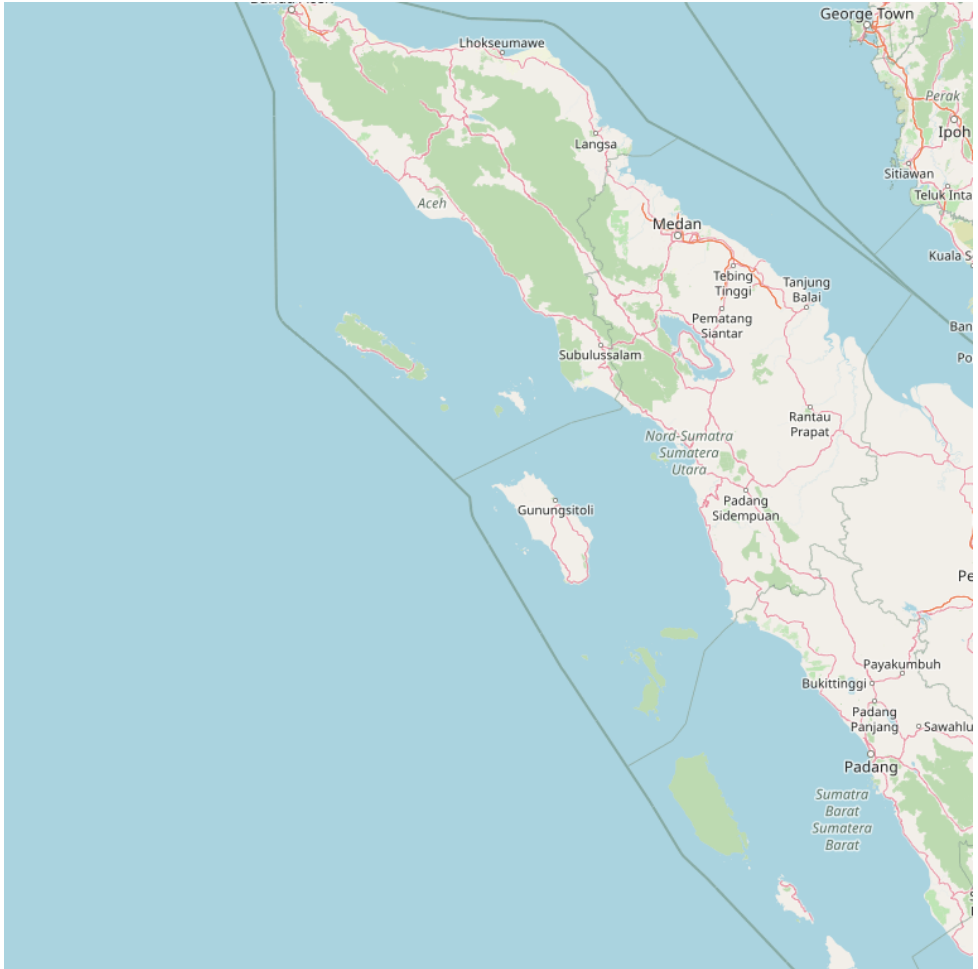 George Town
Lhokseumawe
Perak
Ipoh
Langsa
Sitiawan
Teluk Inta
Aceh
Medan
Kuala S
Tebing
Tinggi
Tanjung
Balai
Pematang
Siantar
Ban
Subulussalam
Po
Rantau
Prapat
Nord-Sumatra
Sumatera
Utara
Padang
Sidempuan
Gunungsitoli
Pe
Payakumbuh
Bukittinggi
Padang
Panjang
Sawahlu
Padang
Sumatra
Barat
Sumatera
Barat